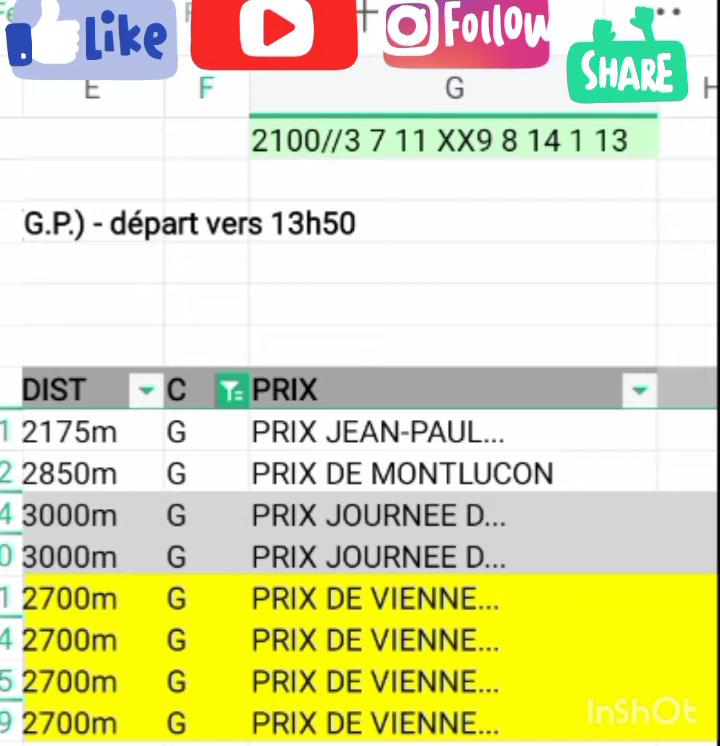 Like
Follow
SHARE
E F G H
2100//3 7 11 XX9 8 14 1 13
G.P.) - départ vers 13h50
DIST C PRIX
1 2175m G PRIX JEAN-PAUL...
2 2850m G PRIX DE MONTLUCON
4 3000m G PRIX JOURNEE D...
0 3000m G PRIX JOURNEE D...
1 2700m G PRIX DE VIENNE...
4 2700m G PRIX DE VIENNE...
5 2700m G PRIX DE VIENNE...
9 2700m G PRIX DE VIENNE...
InShOt